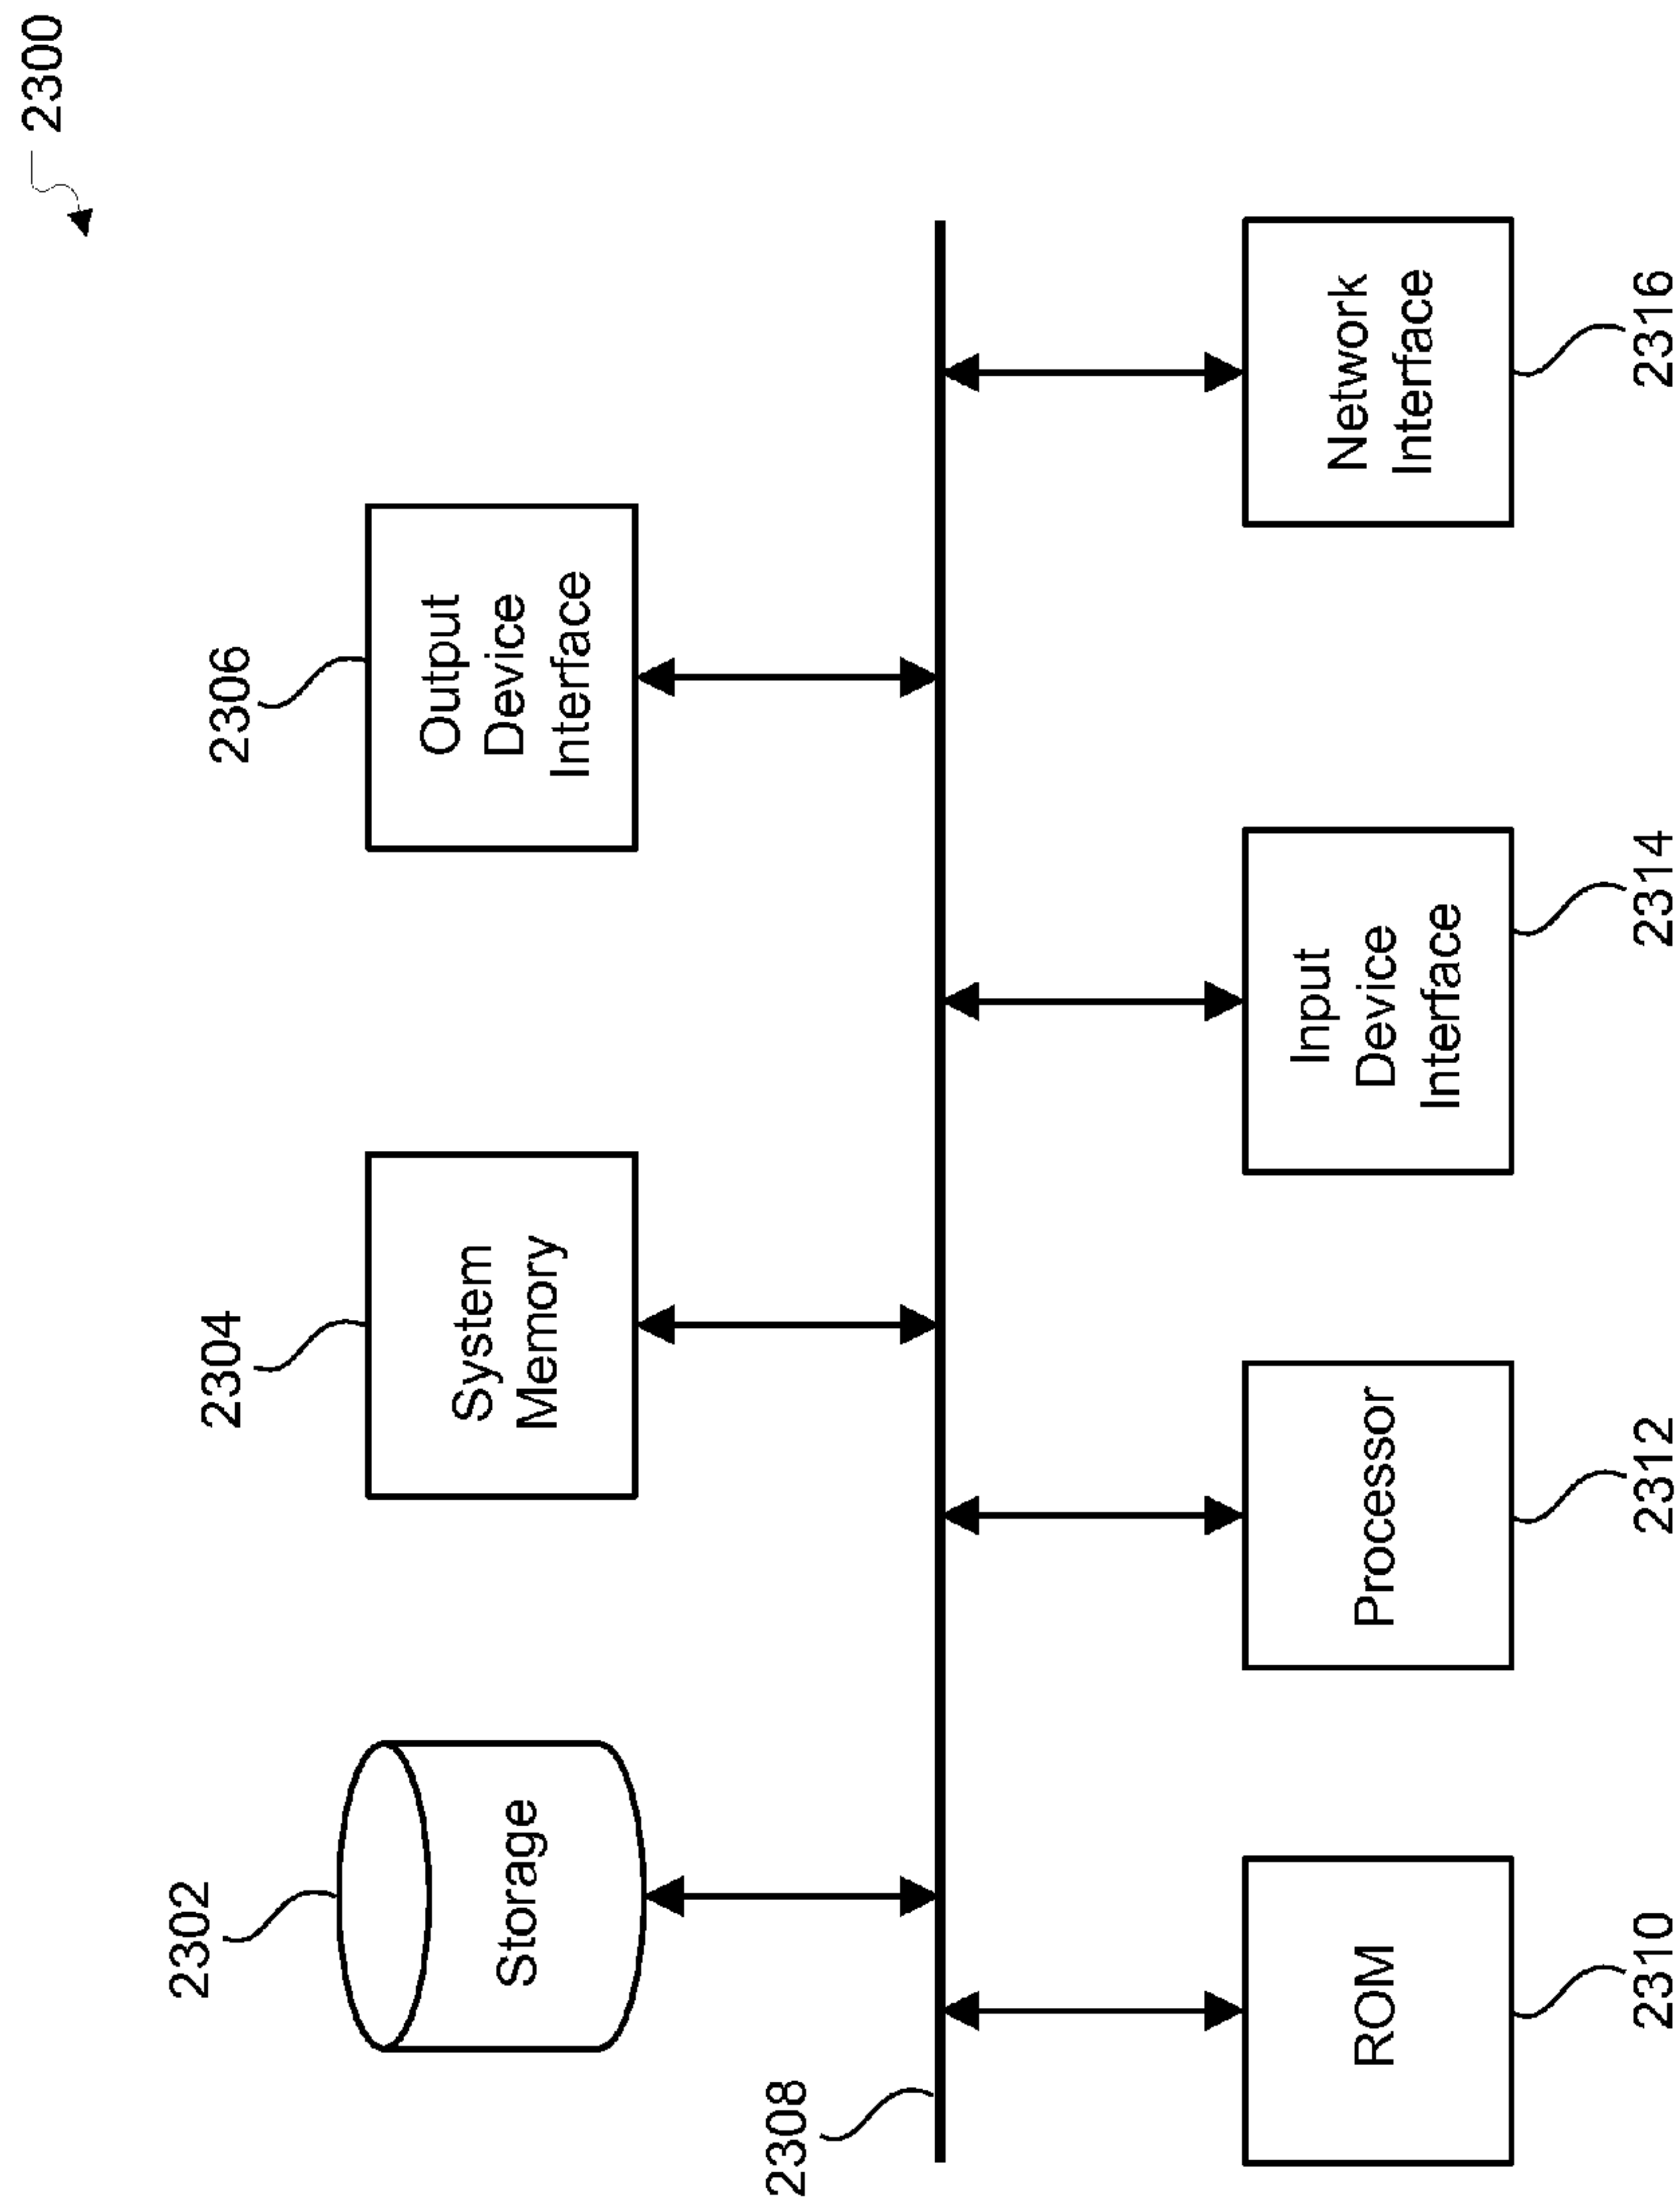 2300
2302
2304
2306
Storage
System
Memory
Output
Device
Interface
2308
ROM
Processor
Input
Device
Interface
Network
Interface
2310
2312
2314
2316